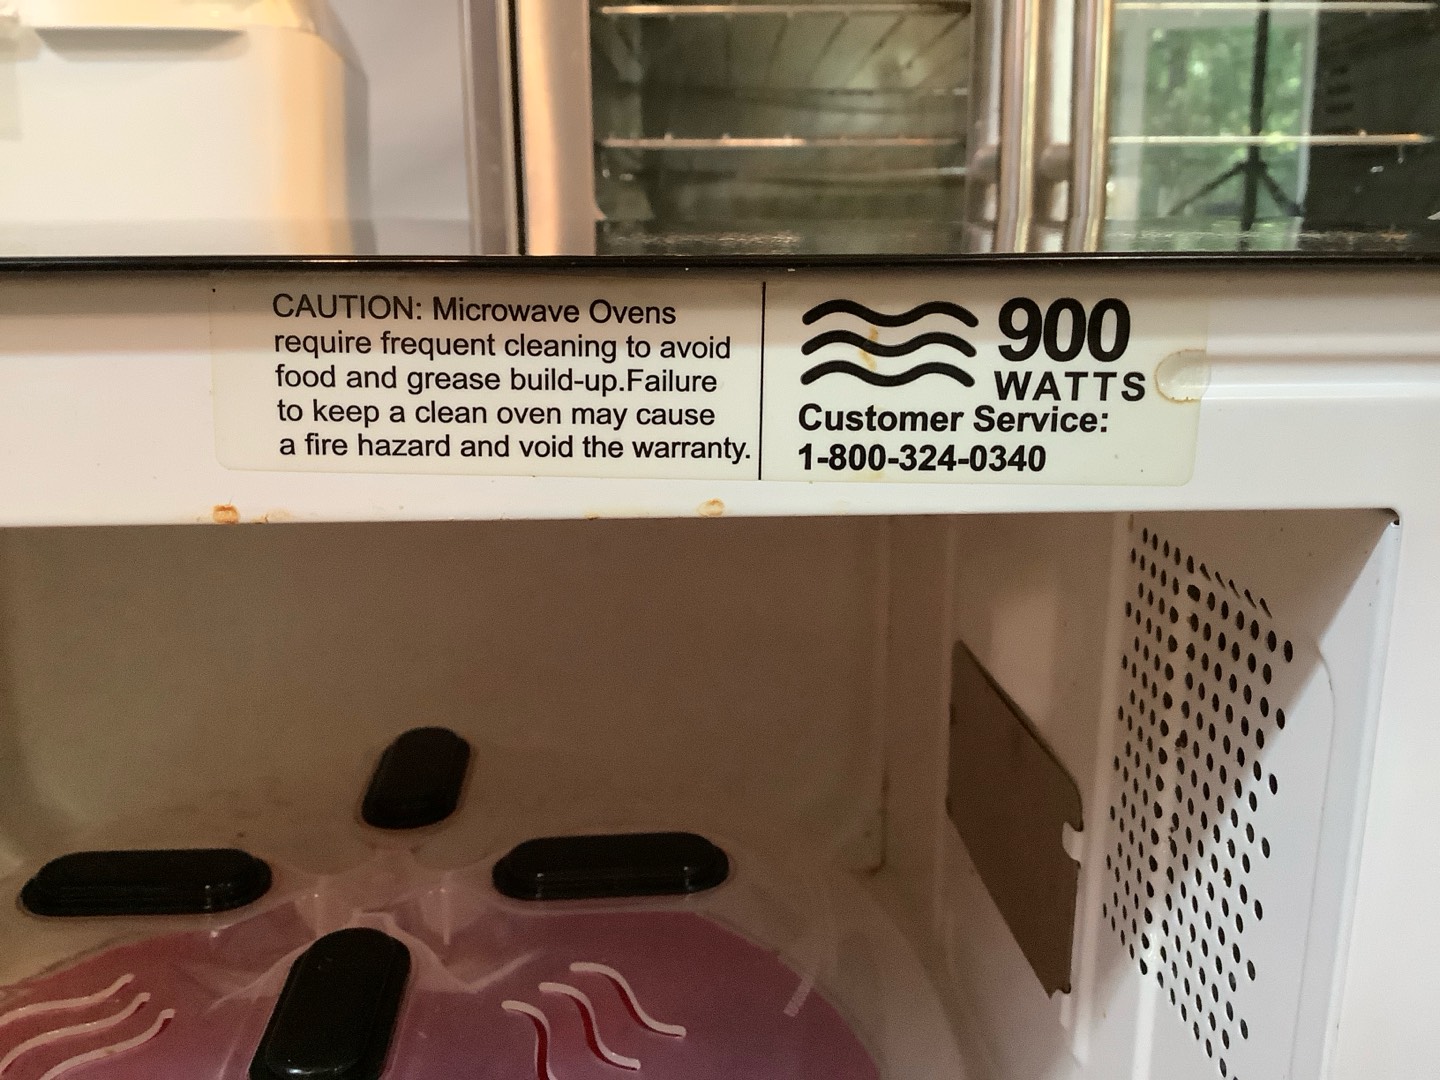 CAUTION: Microwave Ovens
require frequent cleaning to avoid
food and grease build-up.Failure
to keep a clean oven may cause
a fire hazard and void the warranty.
900
WATTS
Customer Service:
1-800-324-0340